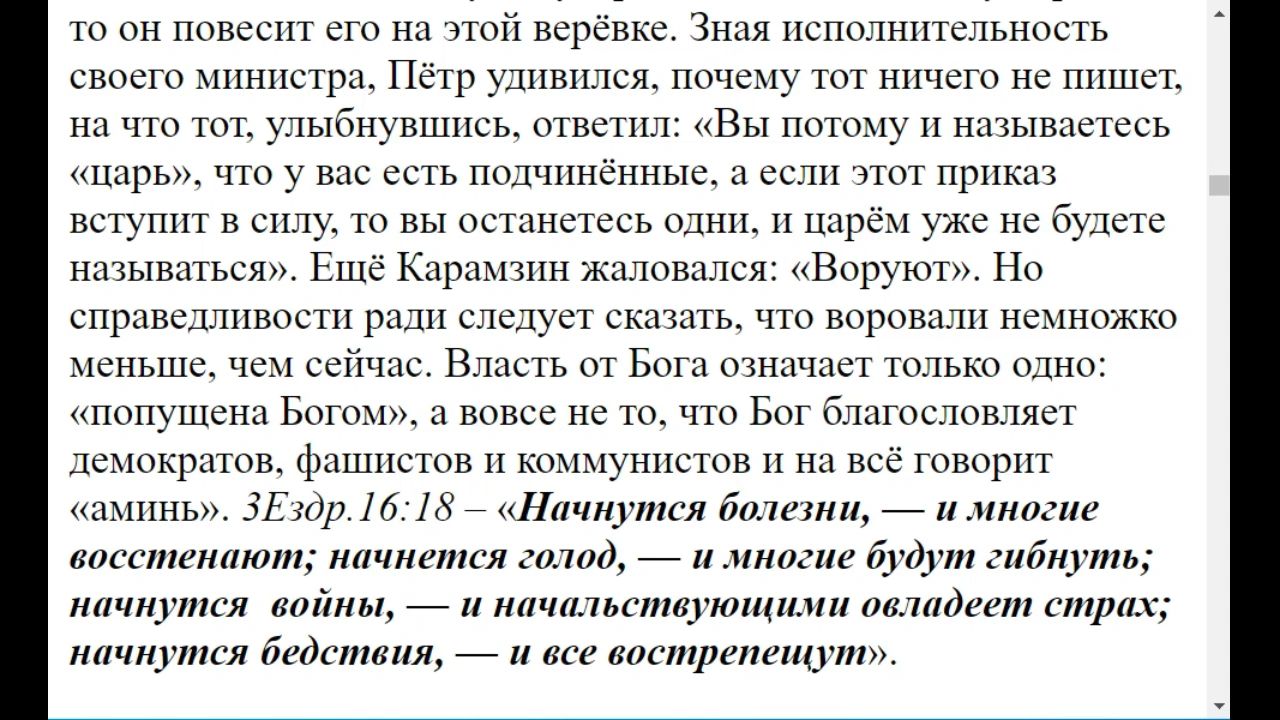 то он повесит его на этой верёвке. Зная исполнительность
своего министра, Пётр удивился, почему тот ничего не пишет,
на что тот, улыбнувшись, ответил: «Вы потому и называетесь
«царь», что у вас есть подчинённые, а если этот приказ
вступит в силу, то вы останетесь одни, и царём уже не будете
называться». Ещё Карамзин жаловался: «Воруют». Но
справедливости ради следует сказать, что воровали немножко
меньше, чем сейчас. Власть от Бога означает только одно:
«попущена Богом», а вовсе не то, что Бог благословляет
демократов, фашистов и коммунистов и на всё говорит
«аминь». 3Ездр.16:18 – «Начнутся болезни, — и многие
восстенают; начнется голод, — и многие будут гибнуть;
начнутся  войны, — и начальствующими овладеет страх;
начнутся бедствия, — и все вострепещут».